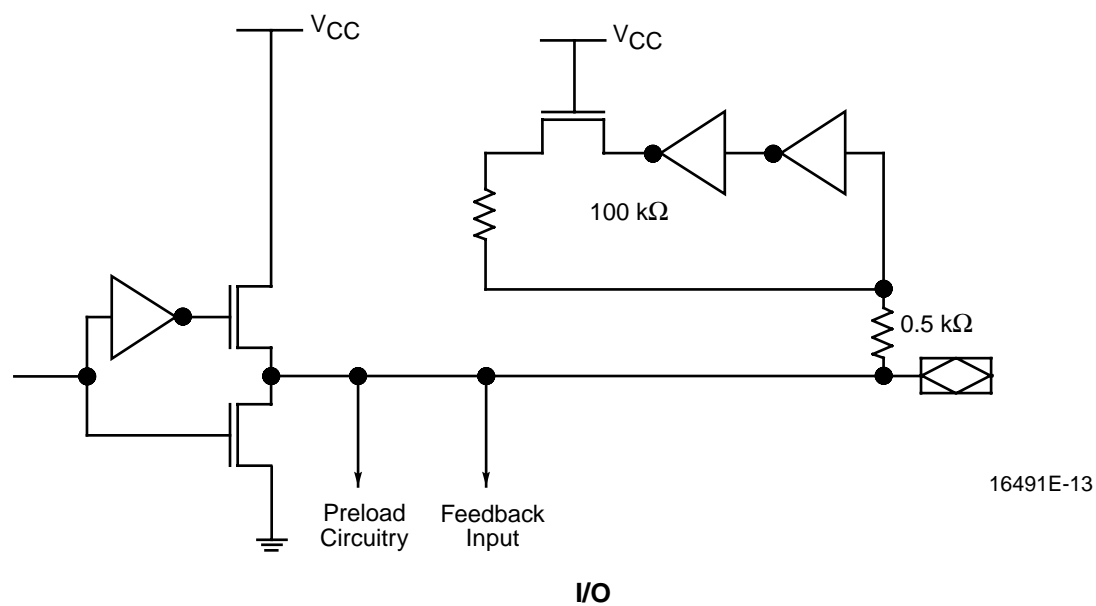 VCC
VCC
100 kΩ
0.5 kΩ
16491E-13
Preload
Circuitry
Feedback
Input
I/O